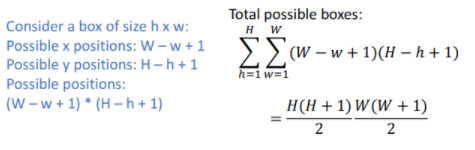 Consider a box of size h x w:
Possible x positions: W – w + 1
Possible y positions: H – h + 1
Possible positions:
(W – w + 1) * (H – h + 1)
Total possible boxes:
H W
∑ ∑ (W − w + 1)(H − h + 1)
h=1 w=1
= H(H + 1)/2 W(W + 1)/2